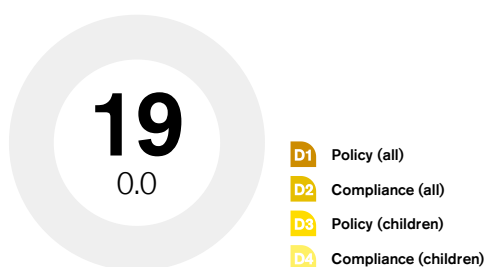 19
0.0
D1 Policy (all)
D2 Compliance (all)
D3 Policy (children)
D4 Compliance (children)